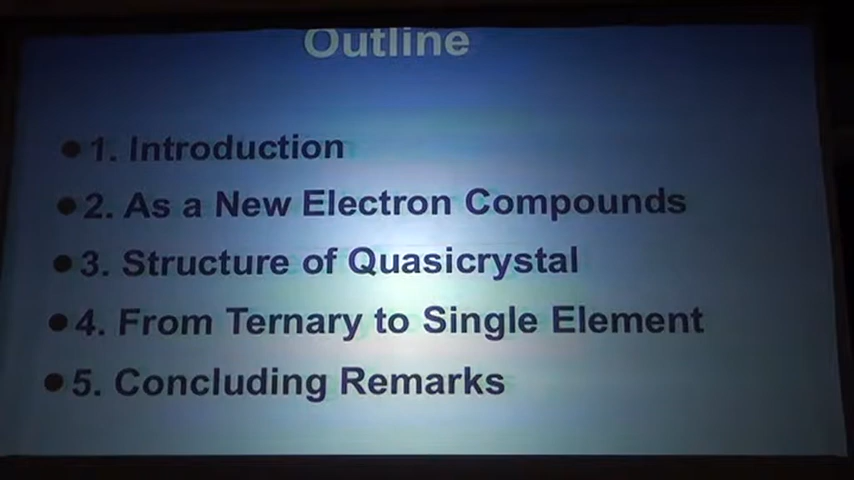 Outline
• 1. Introduction
• 2. As a New Electron Compounds
• 3. Structure of Quasicrystal
• 4. From Ternary to Single Element
• 5. Concluding Remarks